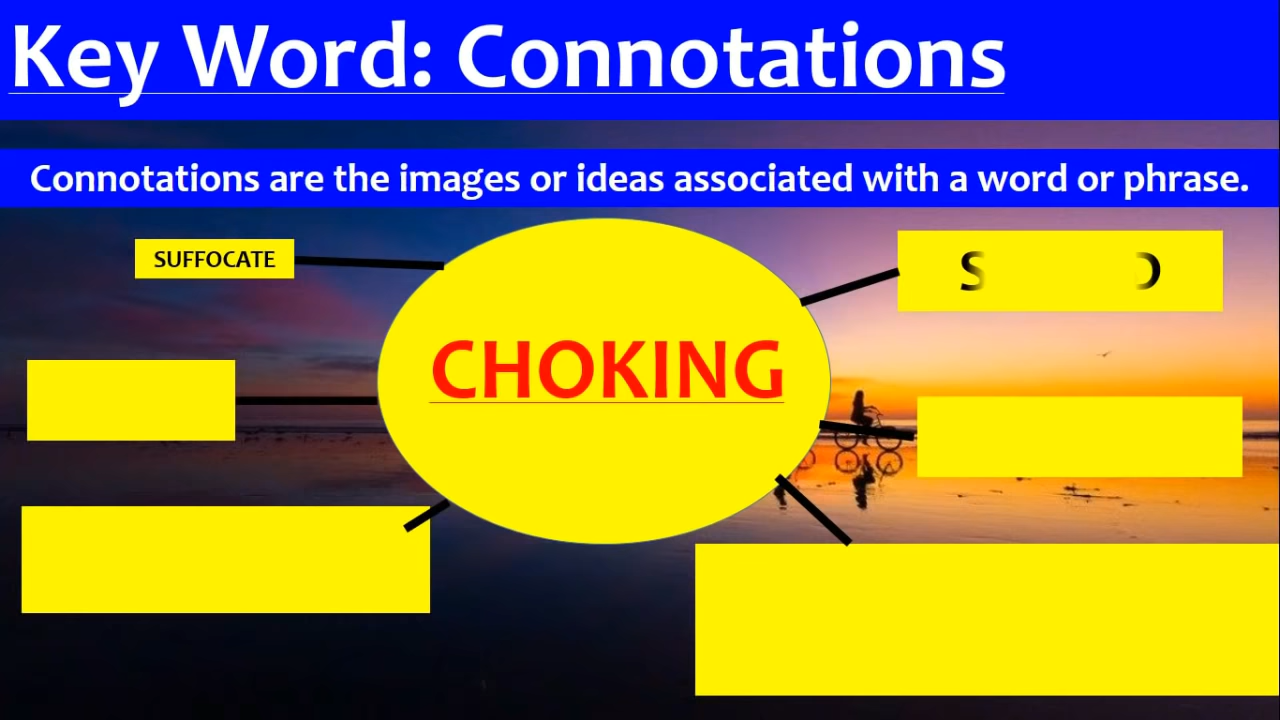 Key Word: Connotations
Connotations are the images or ideas associated with a word or phrase.
SUFFOCATE
CHOKING